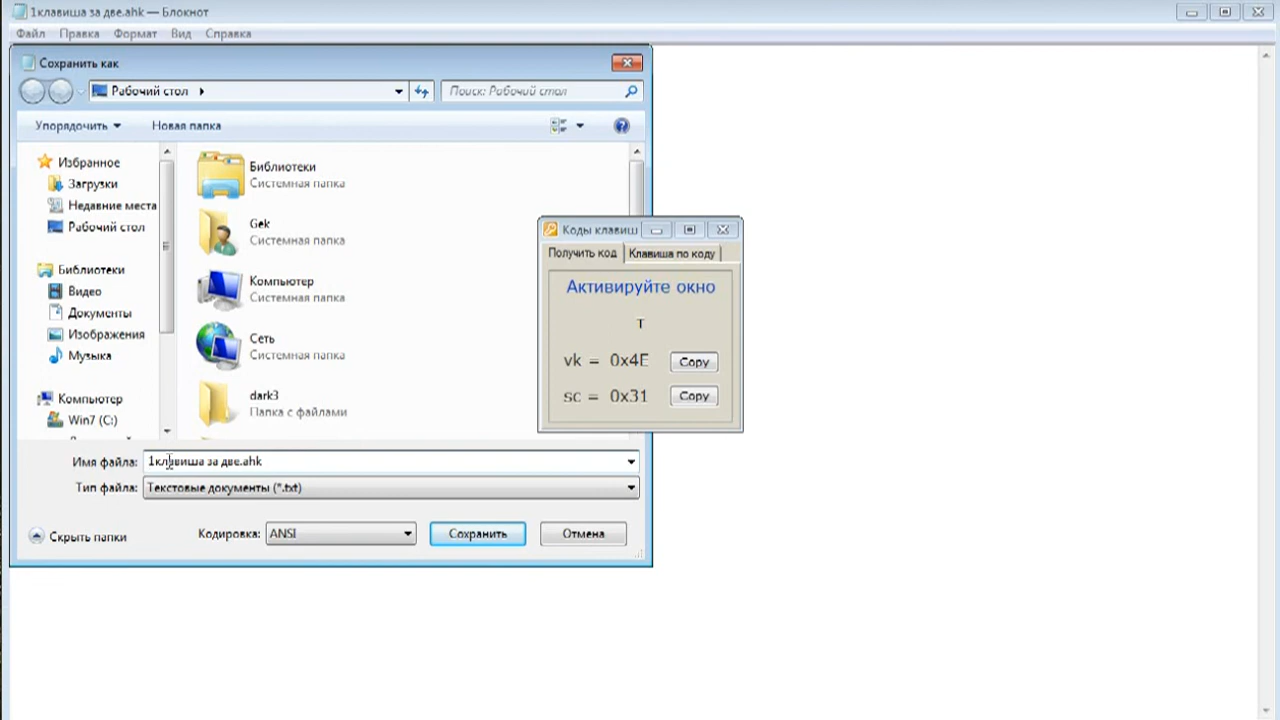 1клавиша за две.ahk — Блокнот
Файл Правка Формат Вид Справка
Сохранить как
Рабочий стол
Поиск: Рабочий стол
Упорядочить Новая папка
Избранное
Загрузки
Недавние места
Рабочий стол
Библиотеки
Видео
Документы
Изображения
Музыка
Компьютер
Win7 (C:)
Библиотеки
Системная папка
Gek
Системная папка
Компьютер
Системная папка
Сеть
Системная папка
dark3
Папка с файлами
Имя файла: 1клавиша за две.ahk
Тип файла: Текстовые документы (*.txt)
Скрыть папки
Кодировка: ANSI
Сохранить
Отмена
Коды клавиш
Получить код Клавиша по коду
Активируйте окно
т
vk = 0x4E Copy
sc = 0x31 Copy